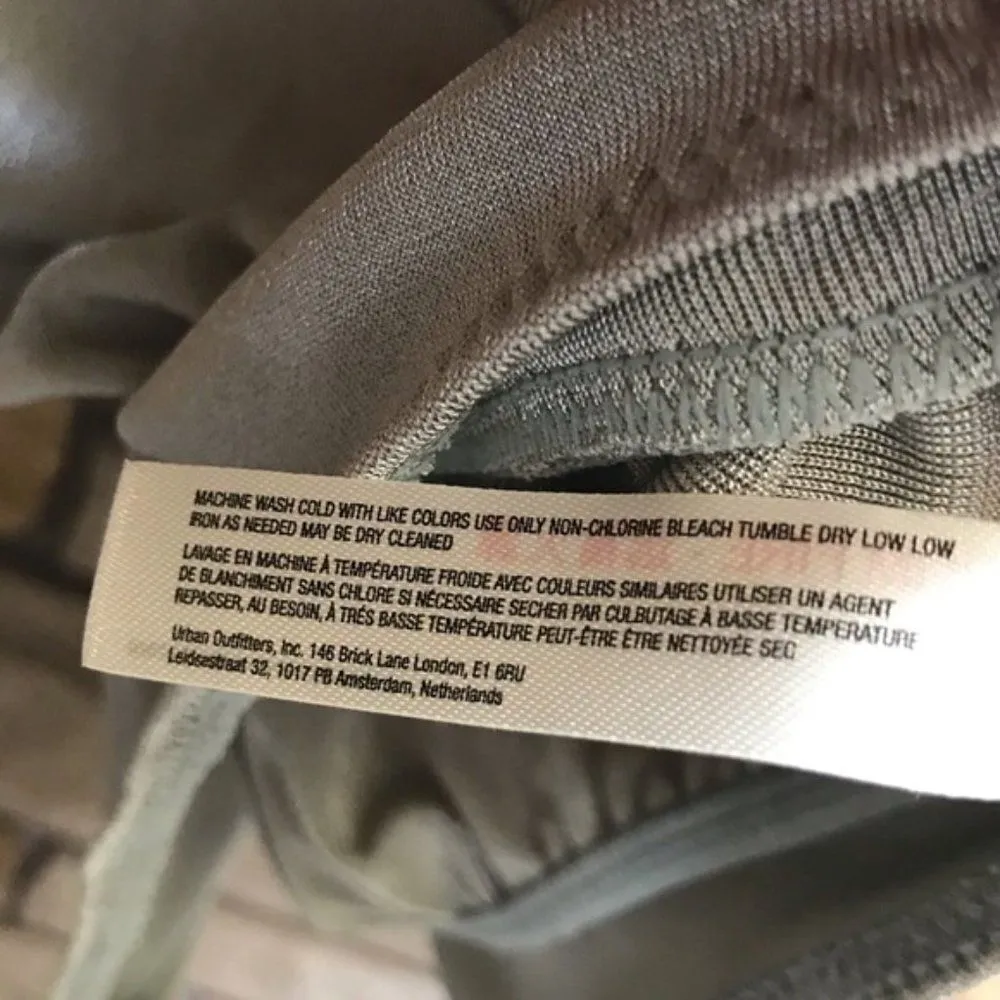 MACHINE WASH COLD WITH LIKE COLORS USE ONLY NON-CHLORINE BLEACH TUMBLE DRY LOW LOW
IRON AS NEEDED MAY BE DRY CLEANED
LAVAGE EN MACHINE À TEMPÉRATURE FROIDE AVEC COULEURS SIMILAIRES UTILISER UN AGENT
DE BLANCHIMENT SANS CHLORE SI NÉCESSAIRE SECHER PAR CULBUTAGE À BASSE TEMPERATURE
REPASSER, AU BESOIN, À TRÉS BASSE TEMPÉRATURE PEUT-ÊTRE ÊTRE NETTOYÉE SEC
Urban Outfitters, Inc. 146 Brick Lane London, E1 6RU
Leidsestraat 32, 1017 PB Amsterdam, Netherlands